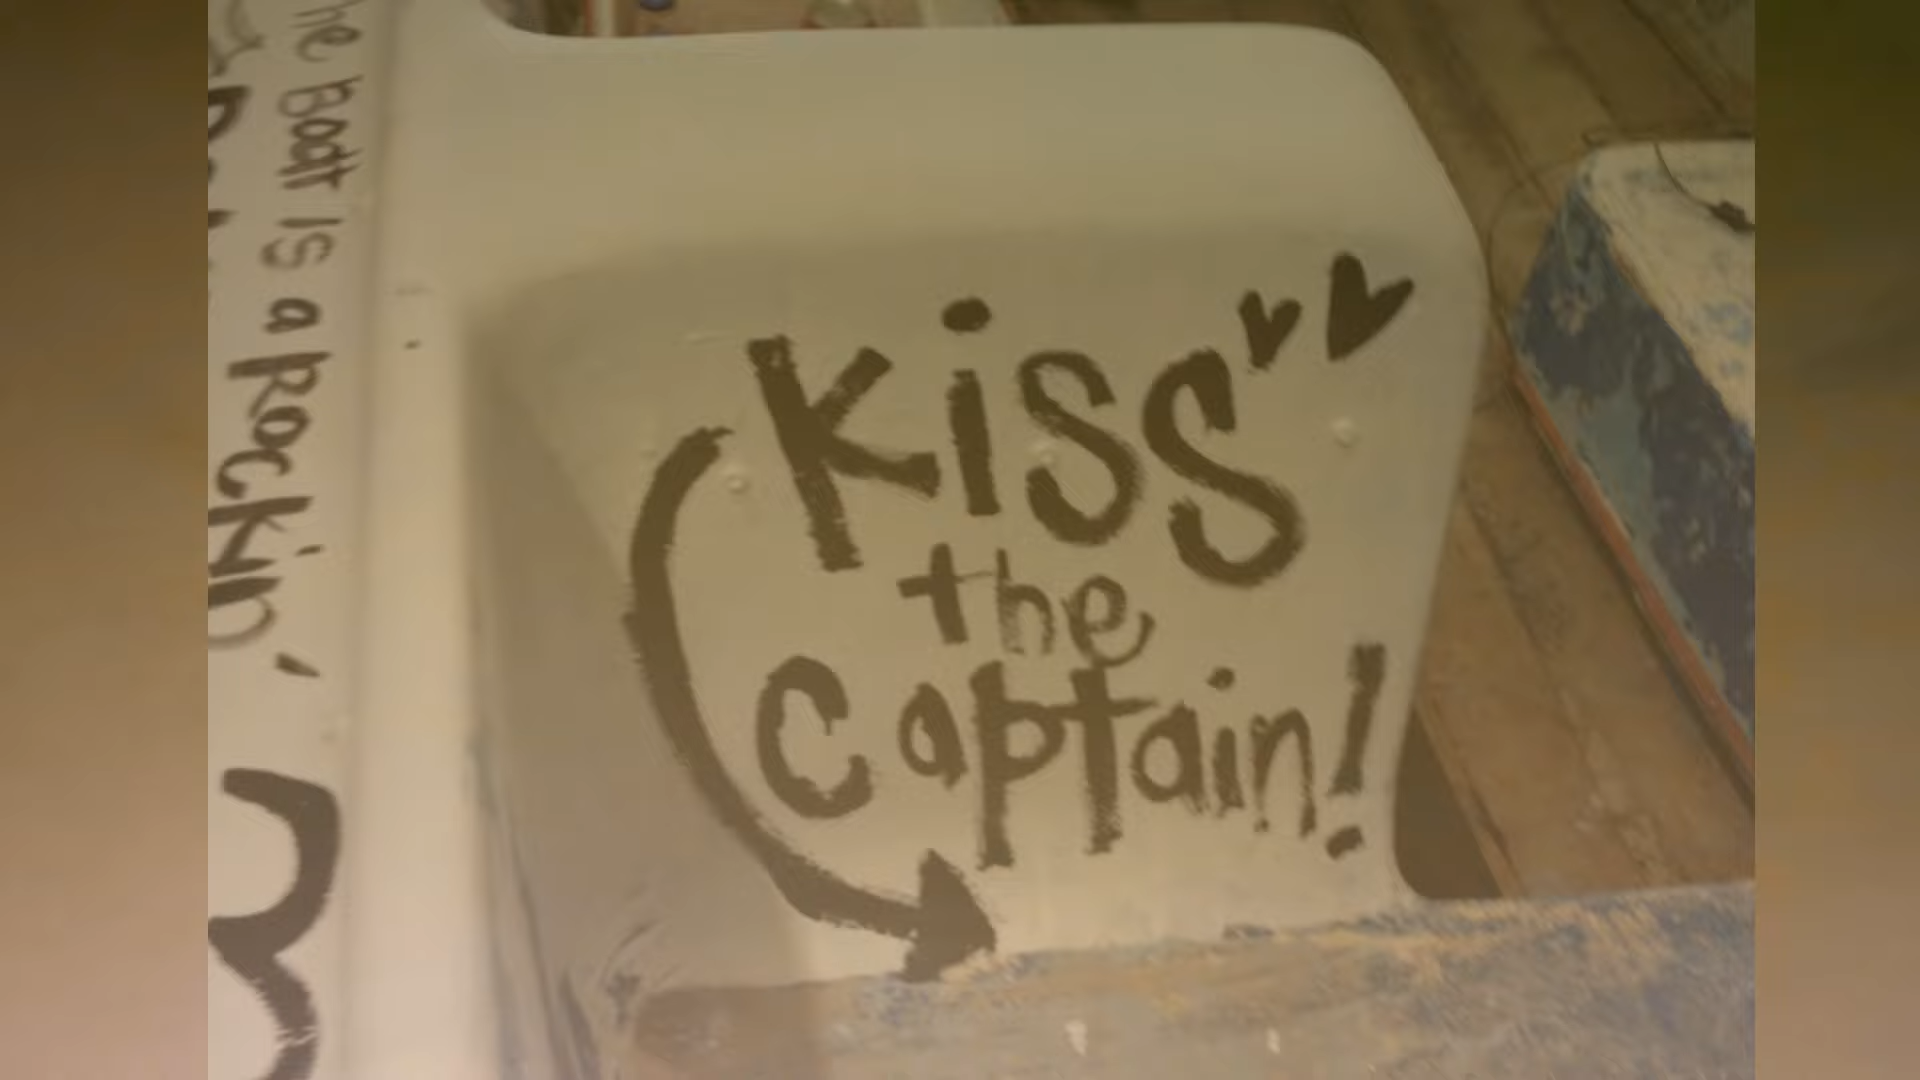 Kiss
the
Captain!
he Boat is a rockin'